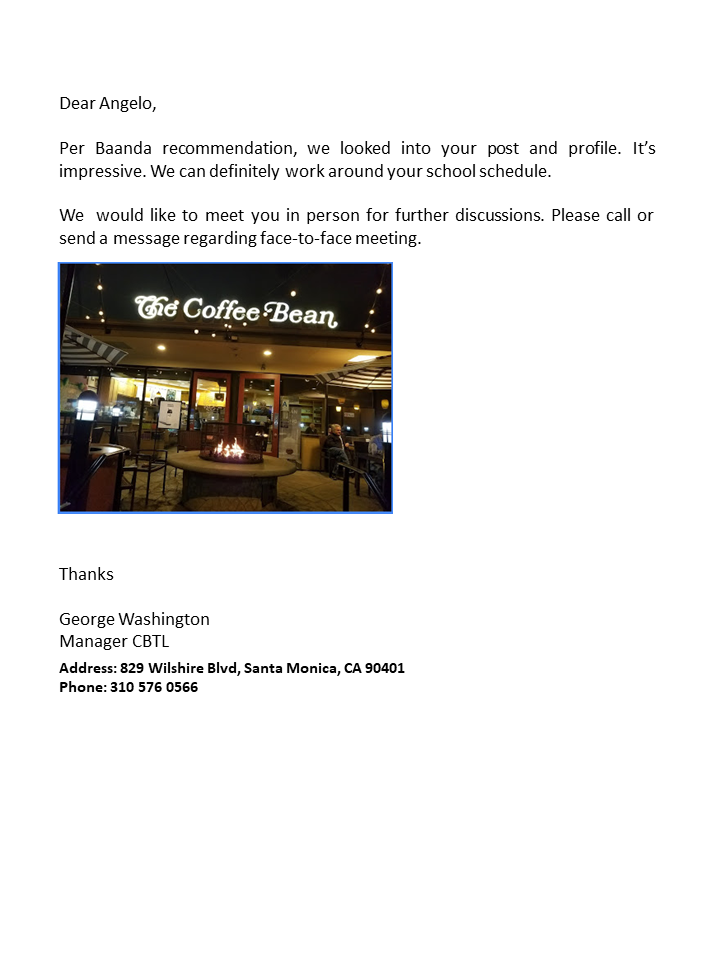 Dear Angelo,
Per Baanda recommendation, we looked into your post and profile. It’s
impressive. We can definitely work around your school schedule.
We would like to meet you in person for further discussions. Please call or
send a message regarding face-to-face meeting.
The Coffee Bean
Thanks
George Washington
Manager CBTL
Address: 829 Wilshire Blvd, Santa Monica, CA 90401
Phone: 310 576 0566